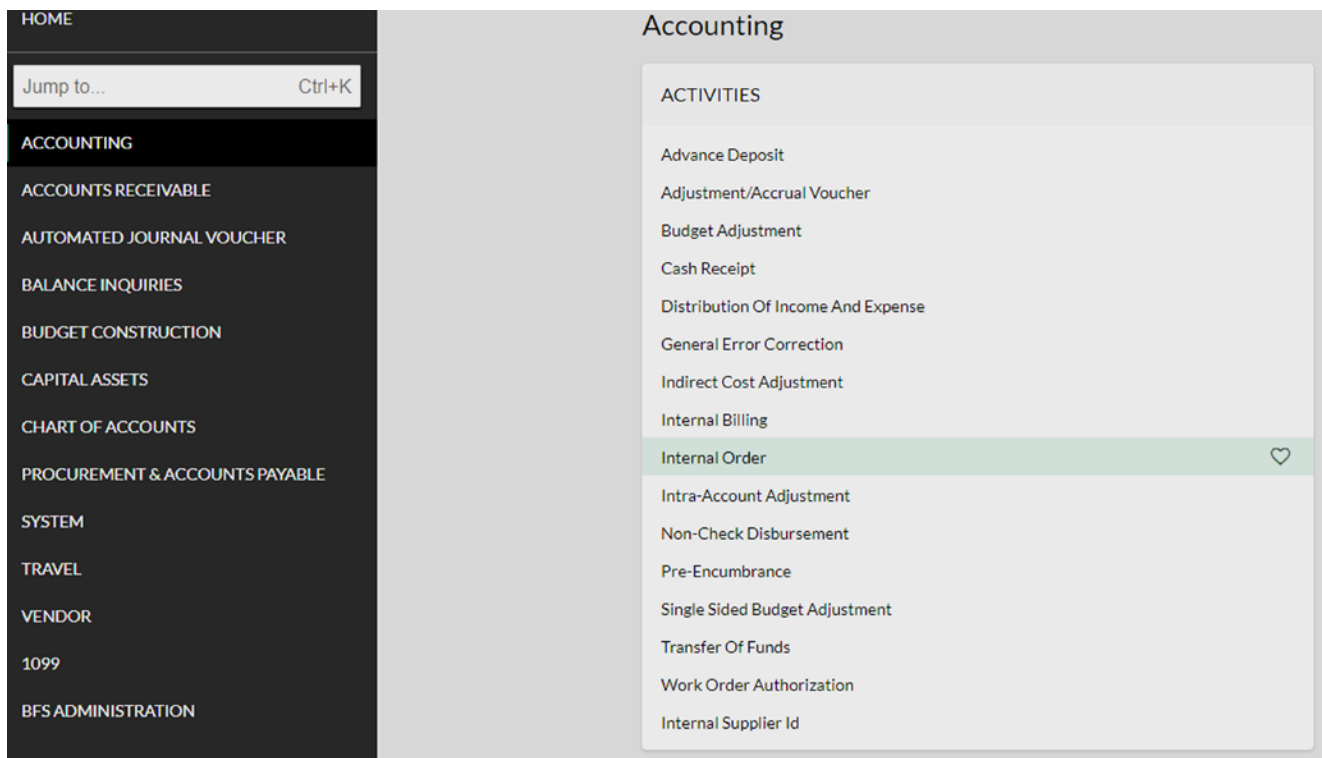 HOME
Jump to... Ctrl+K
ACCOUNTING
ACCOUNTS RECEIVABLE
AUTOMATED JOURNAL VOUCHER
BALANCE INQUIRIES
BUDGET CONSTRUCTION
CAPITAL ASSETS
CHART OF ACCOUNTS
PROCUREMENT & ACCOUNTS PAYABLE
SYSTEM
TRAVEL
VENDOR
1099
BFS ADMINISTRATION
Accounting
ACTIVITIES
Advance Deposit
Adjustment/Accrual Voucher
Budget Adjustment
Cash Receipt
Distribution Of Income And Expense
General Error Correction
Indirect Cost Adjustment
Internal Billing
Internal Order
Intra-Account Adjustment
Non-Check Disbursement
Pre-Encumbrance
Single Sided Budget Adjustment
Transfer Of Funds
Work Order Authorization
Internal Supplier Id